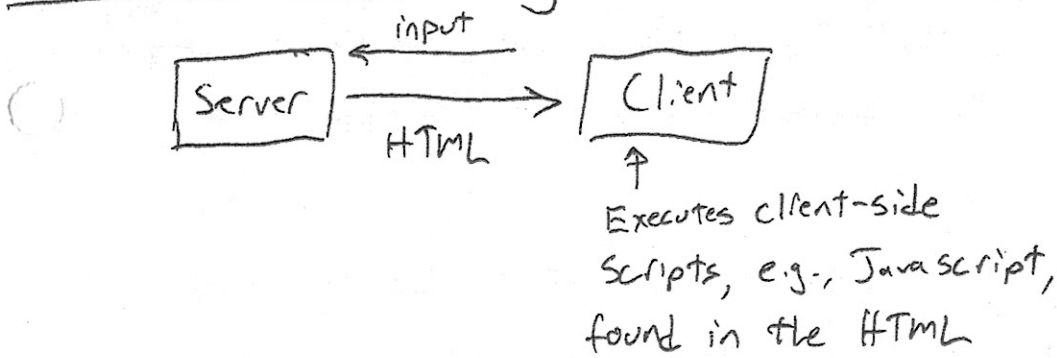 input
Server
Client
HTML
Executes client-side
scripts, e.g., Javascript,
found in the HTML